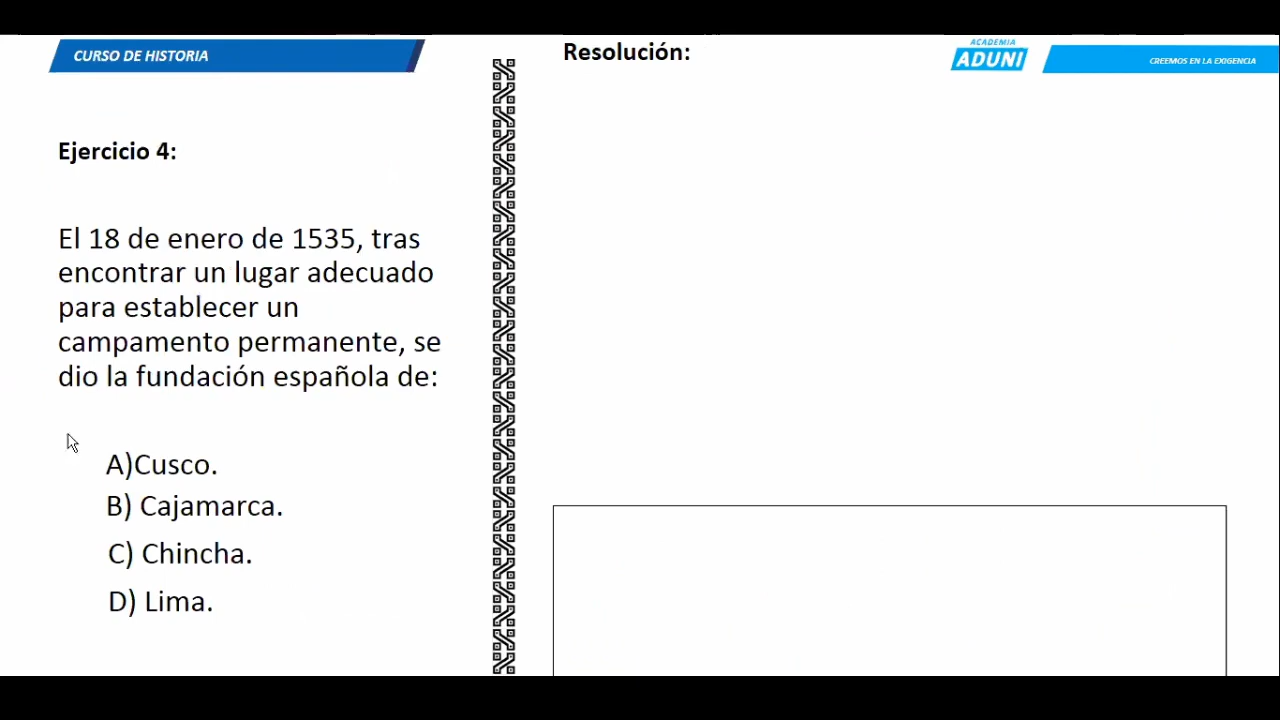 CURSO DE HISTORIA
Ejercicio 4:
El 18 de enero de 1535, tras
encontrar un lugar adecuado
para establecer un
campamento permanente, se
dio la fundación española de:
A)Cusco.
B) Cajamarca.
C) Chincha.
D) Lima.
Resolución:
ACADEMIA
ADUNI
CREEMOS EN LA EXIGENCIA